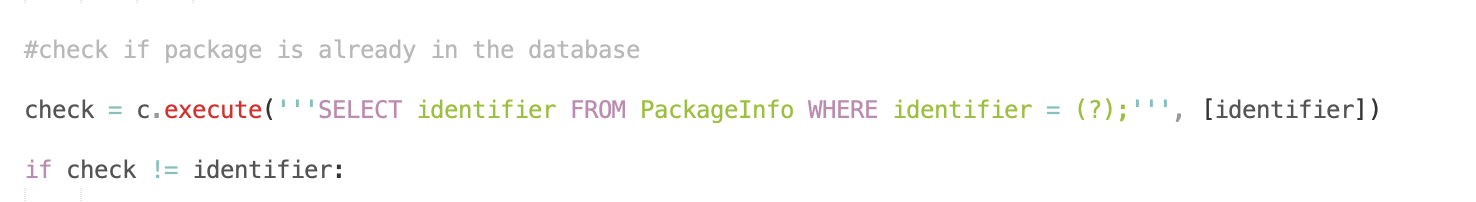 #check if package is already in the database
check = c.execute('''SELECT identifier FROM PackageInfo WHERE identifier = (?);''', [identifier])
if check != identifier: